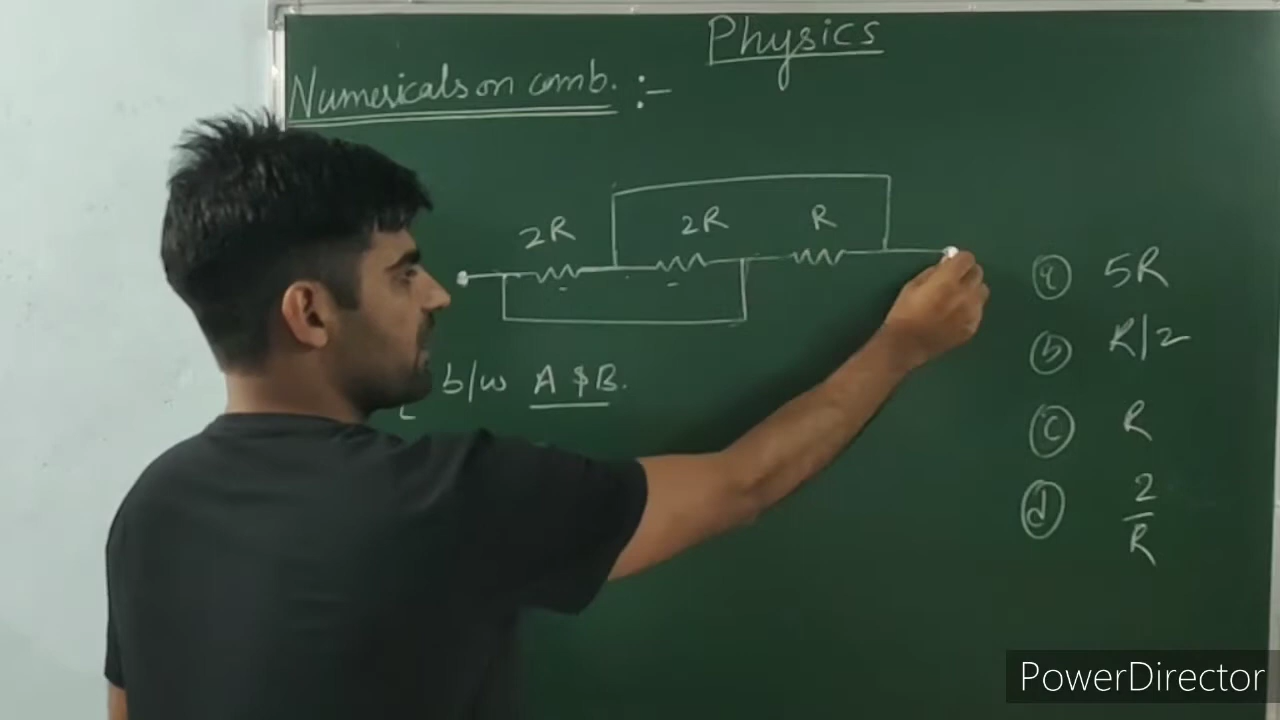 Physics
Numericals on comb. :-
2R 2R R
b/w A & B.
(a) 5R
(b) R/2
(c) R
(d) 2/R
PowerDirector